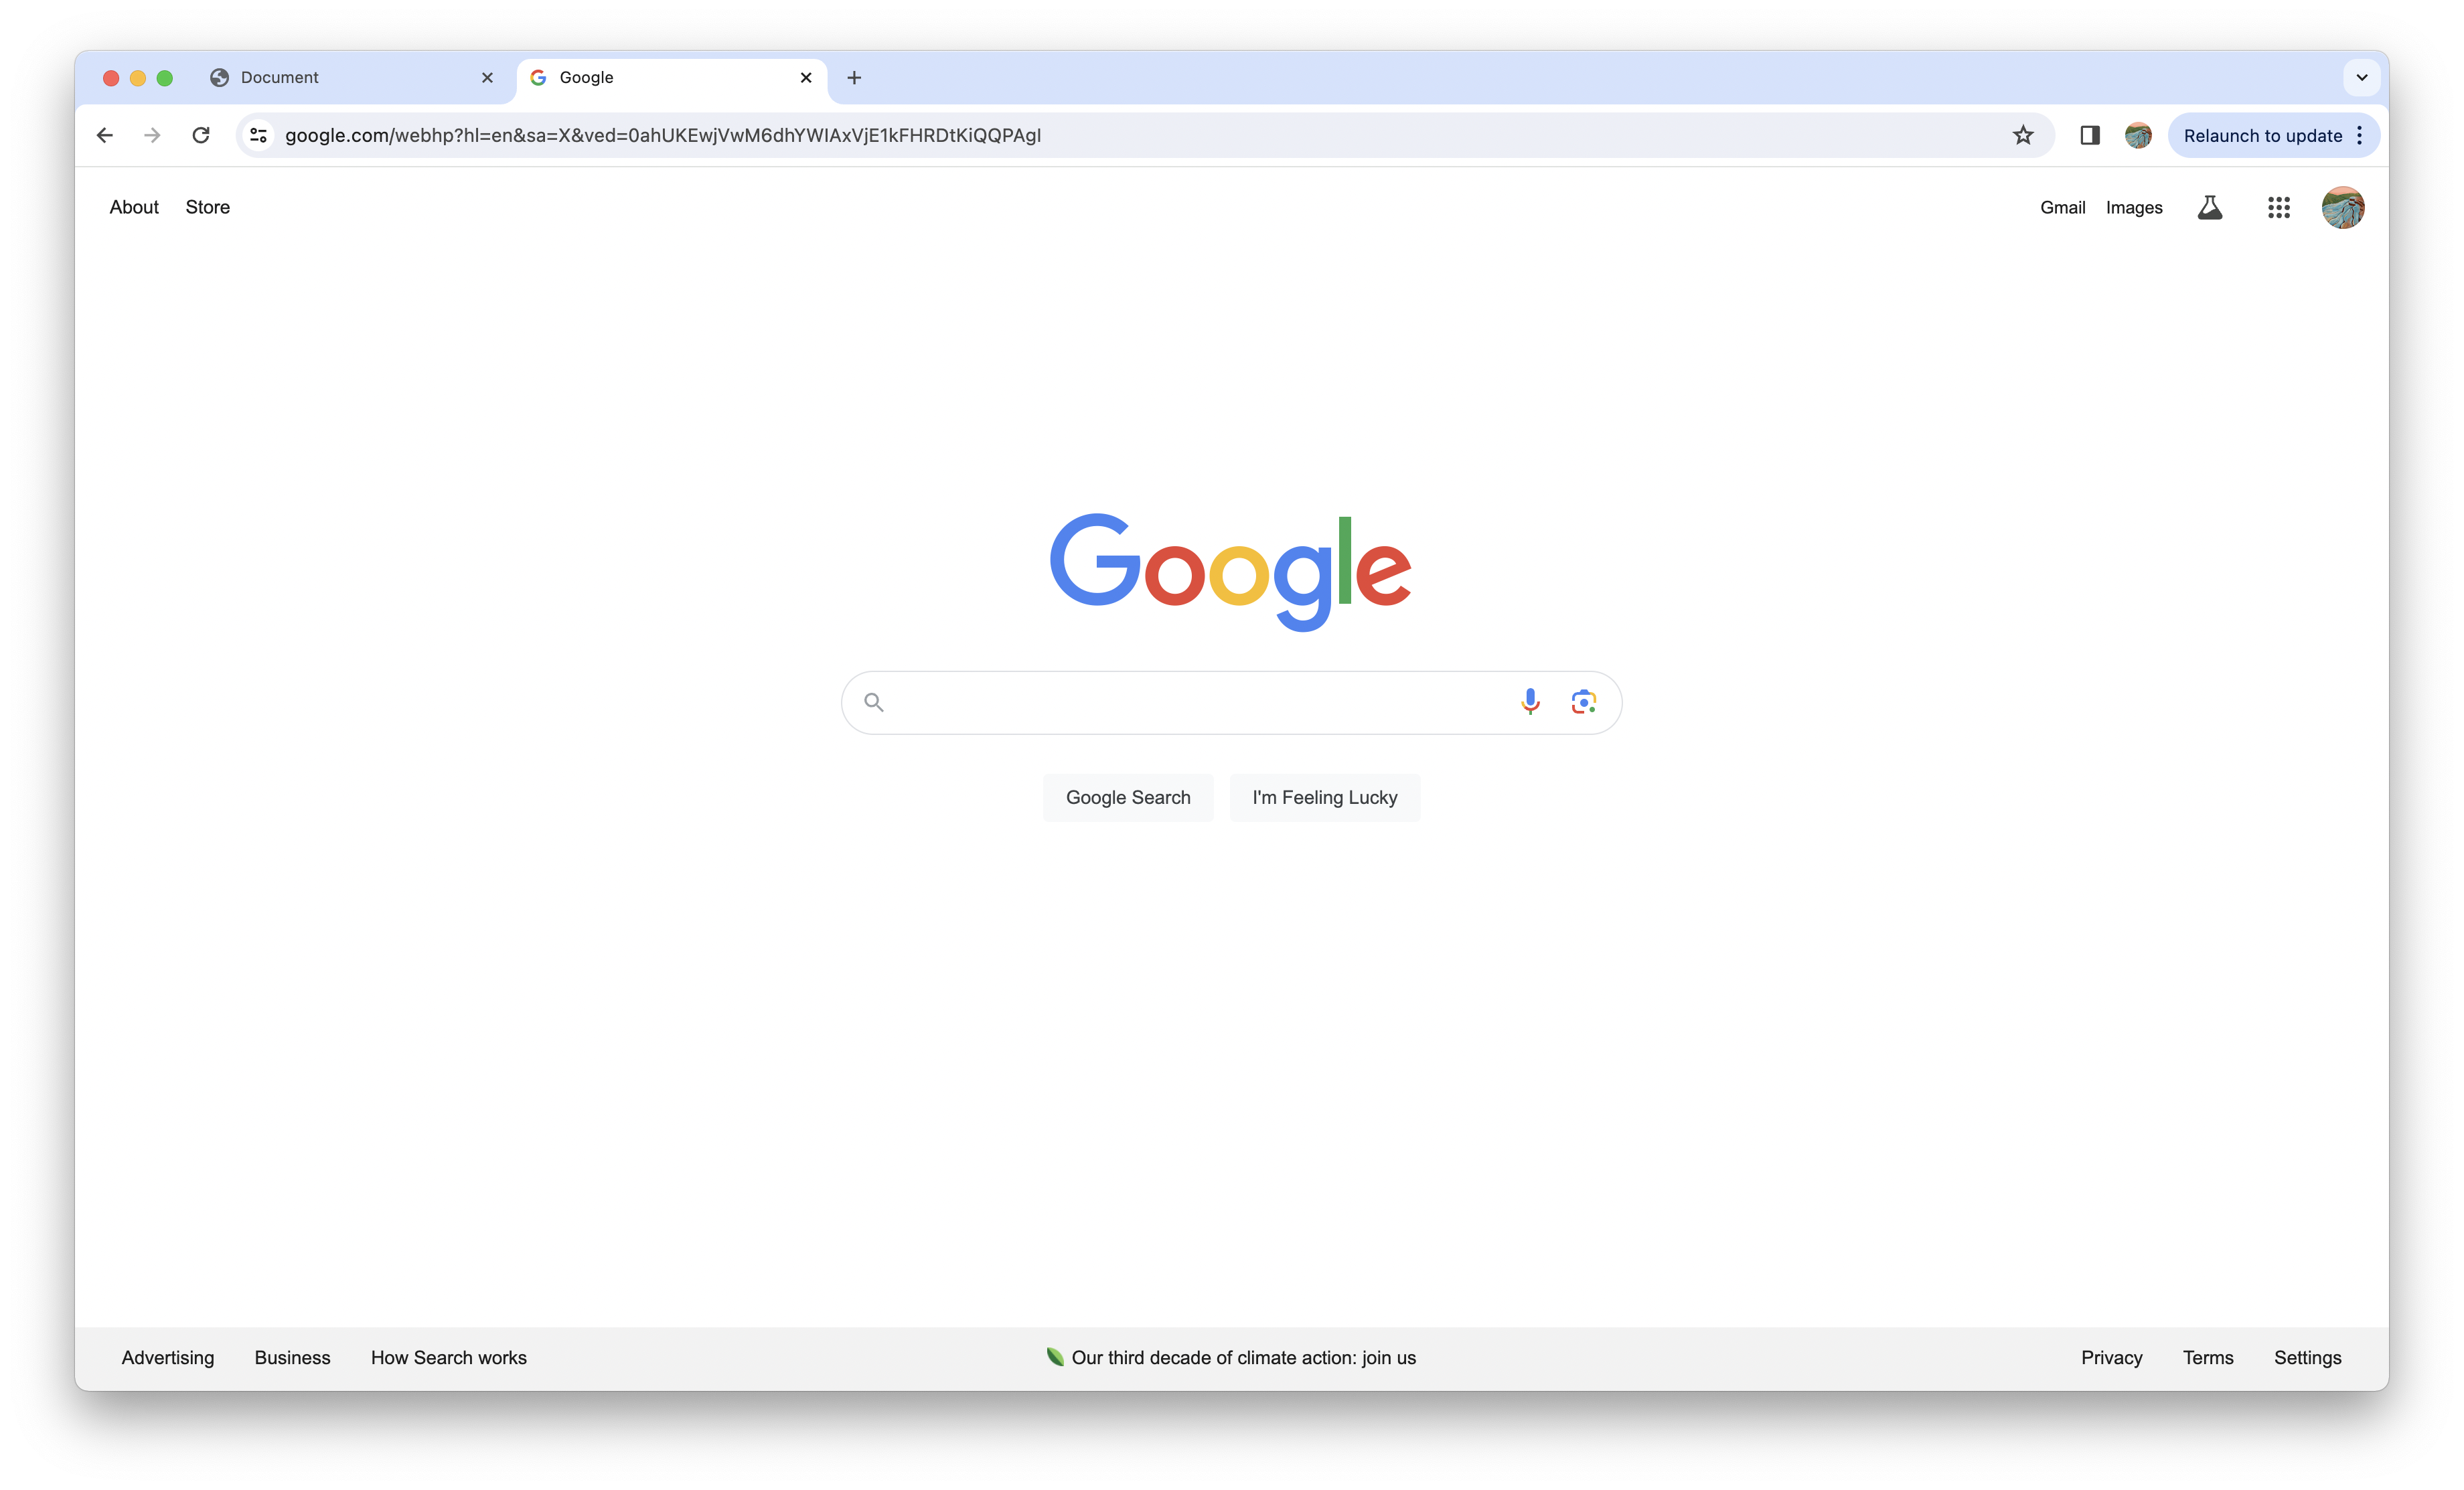 Document
Google
google.com/webhp?hl=en&sa=X&ved=0ahUKEwjVwM6dhYWIAxVjE1kFHRDtKiQQPAgI
Relaunch to update
About Store
Gmail Images
Google
Google Search I'm Feeling Lucky
Advertising Business How Search works
Our third decade of climate action: join us
Privacy Terms Settings